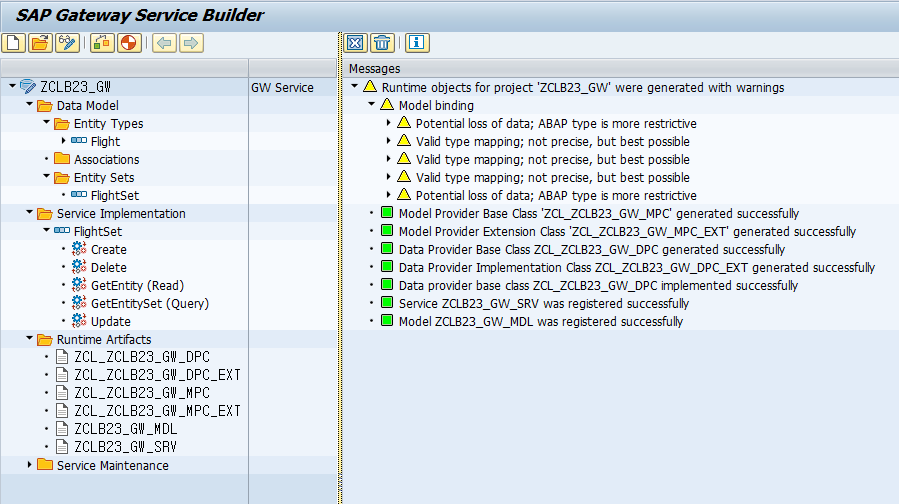 SAP Gateway Service Builder
ZCLB23_GW GW Service
Data Model
Entity Types
Flight
Associations
Entity Sets
FlightSet
Service Implementation
FlightSet
Create
Delete
GetEntity (Read)
GetEntitySet (Query)
Update
Runtime Artifacts
ZCL_ZCLB23_GW_DPC
ZCL_ZCLB23_GW_DPC_EXT
ZCL_ZCLB23_GW_MPC
ZCL_ZCLB23_GW_MPC_EXT
ZCLB23_GW_MDL
ZCLB23_GW_SRV
Service Maintenance
Messages
Runtime objects for project 'ZCLB23_GW' were generated with warnings
Model binding
Potential loss of data; ABAP type is more restrictive
Valid type mapping; not precise, but best possible
Valid type mapping; not precise, but best possible
Valid type mapping; not precise, but best possible
Potential loss of data; ABAP type is more restrictive
Model Provider Base Class 'ZCL_ZCLB23_GW_MPC' generated successfully
Model Provider Extension Class 'ZCL_ZCLB23_GW_MPC_EXT' generated successfully
Data Provider Base Class ZCL_ZCLB23_GW_DPC generated successfully
Data Provider Implementation Class ZCL_ZCLB23_GW_DPC_EXT generated successfully
Data provider base class ZCL_ZCLB23_GW_DPC implemented successfully
Service ZCLB23_GW_SRV was registered successfully
Model ZCLB23_GW_MDL was registered successfully